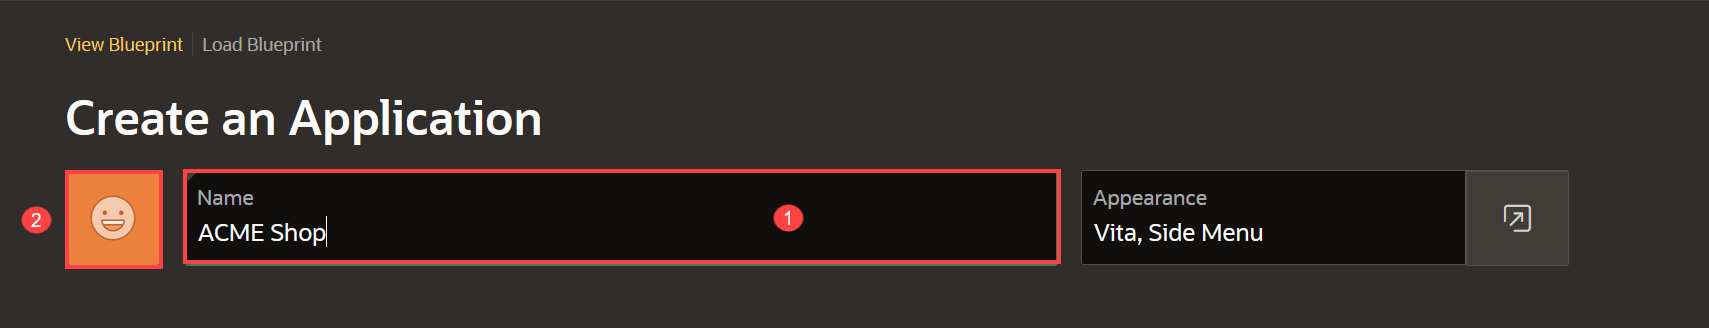 View Blueprint Load Blueprint
Create an Application
2
Name
ACME Shop
1
Appearance
Vita, Side Menu